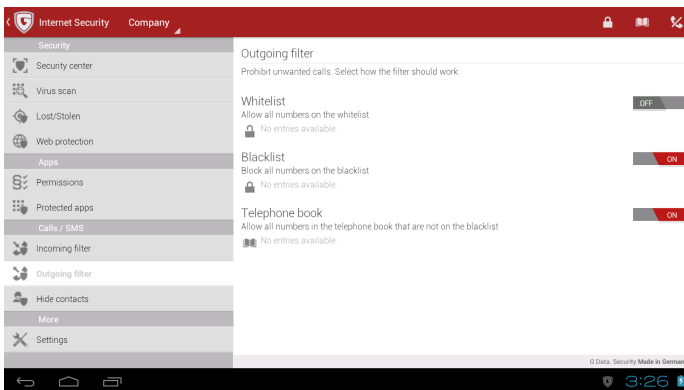 Internet Security Company
Security
Security center
Virus scan
Lost/Stolen
Web protection
Apps
Permissions
Protected apps
Calls / SMS
Incoming filter
Outgoing filter
Hide contacts
More
Settings
Outgoing filter
Prohibit unwanted calls. Select how the filter should work:
Whitelist
OFF
Allow all numbers on the whitelist
No entries available.
Blacklist
ON
Block all numbers on the blacklist
No entries available.
Telephone book
ON
Allow all numbers in the telephone book that are not on the blacklist
No entries available.
G Data. Security Made in German
3:26